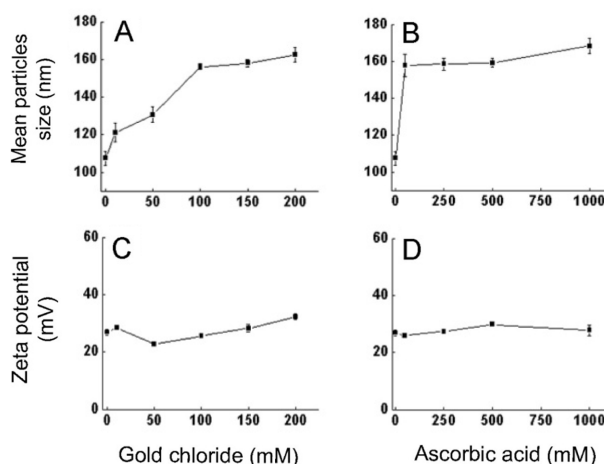 A
B
Mean particles
size (nm)
180
160
140
120
100
0 50 100 150 200
180
160
140
120
100
0 250 500 750 1000
C
D
Zeta potential
(mV)
60
40
20
0
0 50 100 150 200
60
40
20
0
0 250 500 750 1000
Gold chloride (mM)
Ascorbic acid (mM)